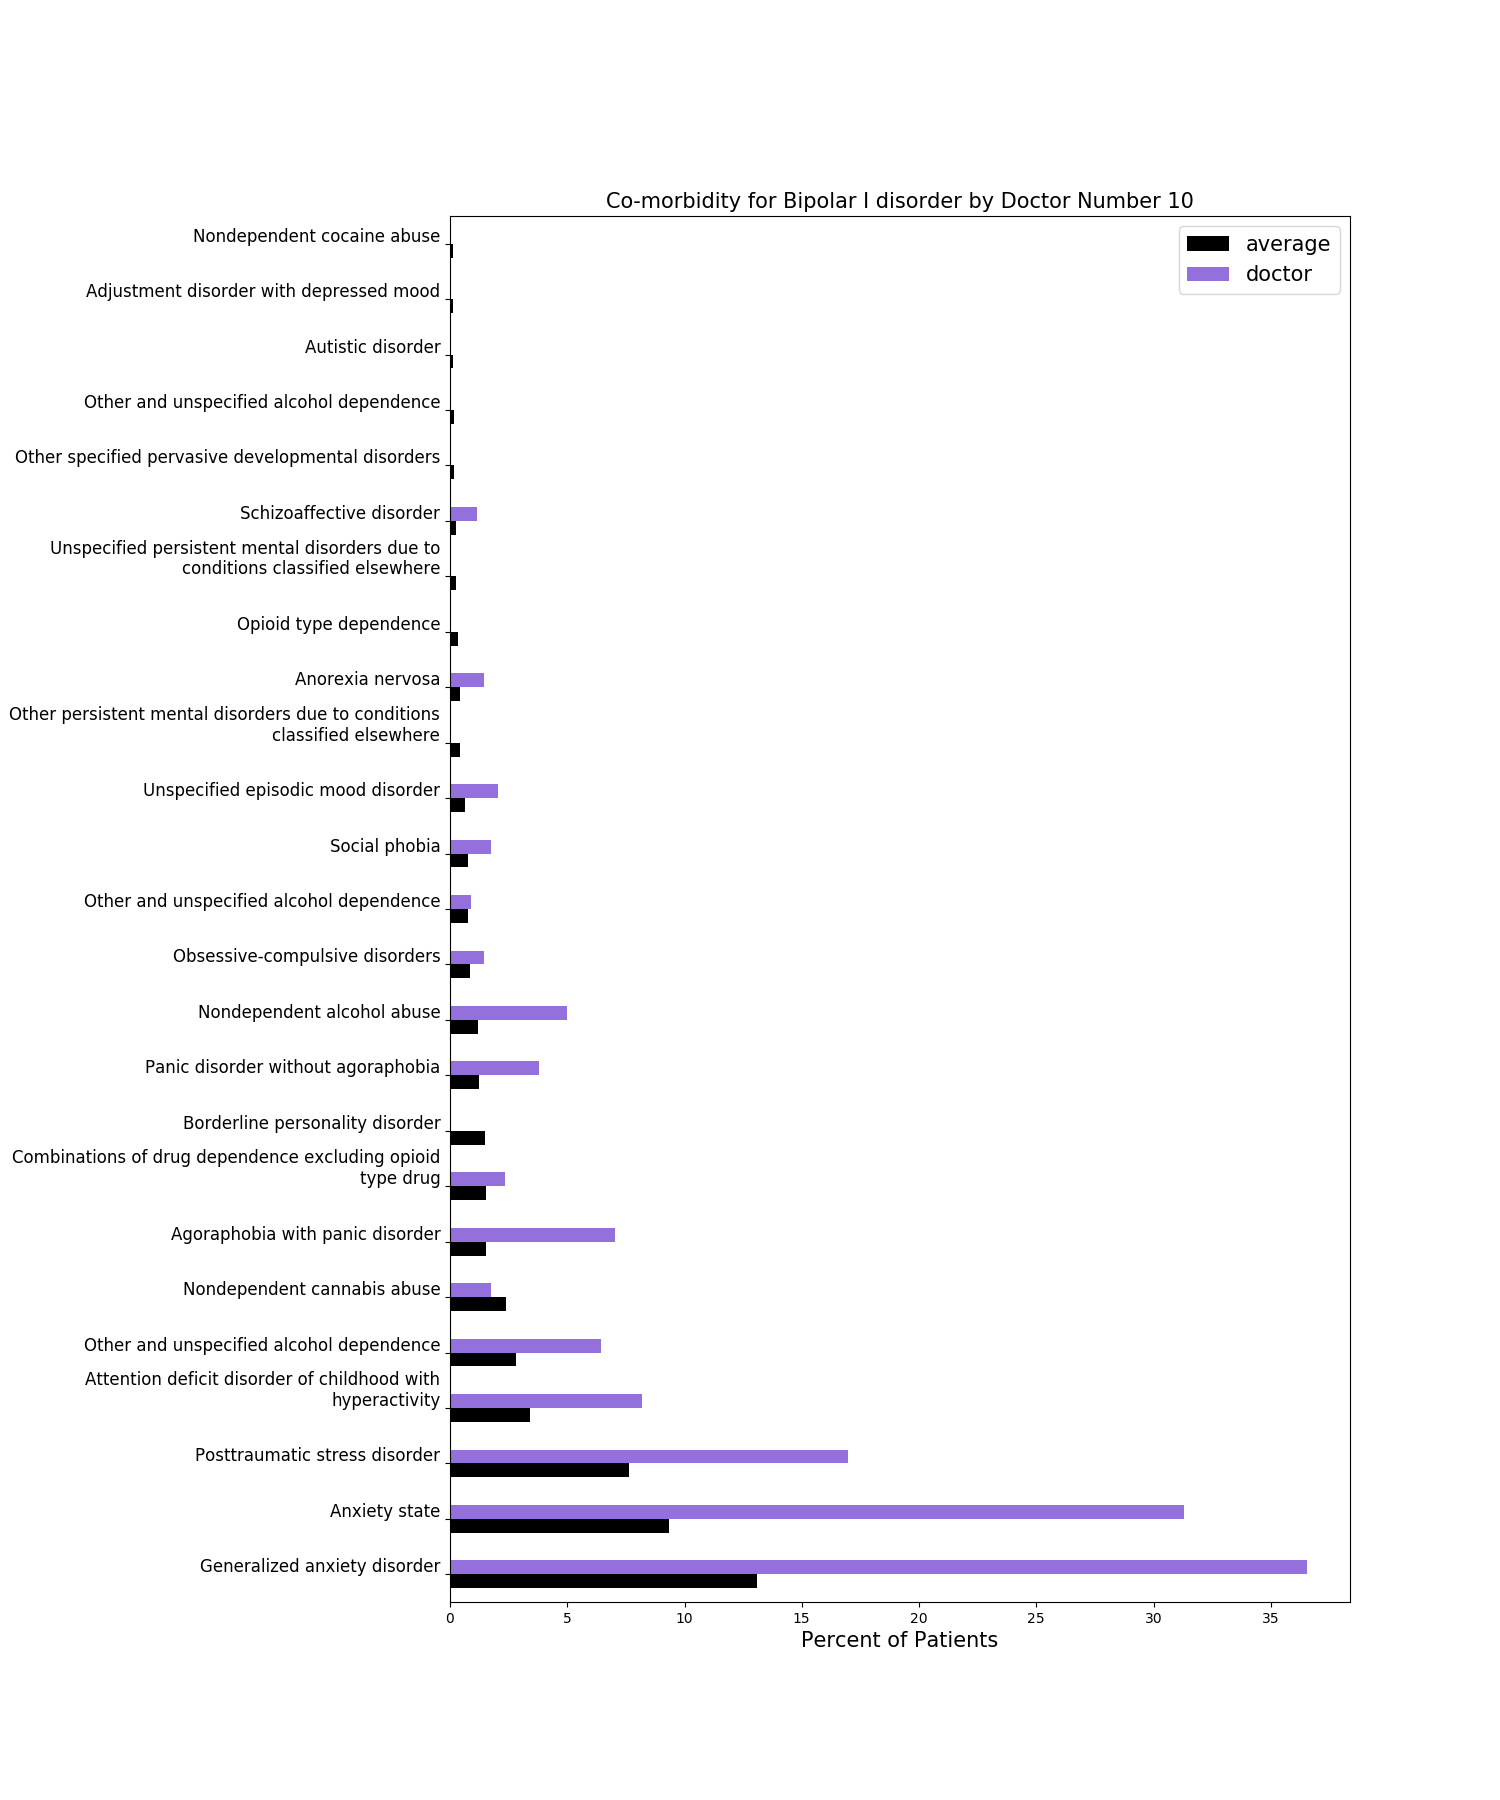 Co-morbidity for Bipolar I disorder by Doctor Number 10
average
doctor
Nondependent cocaine abuse
Adjustment disorder with depressed mood
Autistic disorder
Other and unspecified alcohol dependence
Other specified pervasive developmental disorders
Schizoaffective disorder
Unspecified persistent mental disorders due to
conditions classified elsewhere
Opioid type dependence
Anorexia nervosa
Other persistent mental disorders due to conditions
classified elsewhere
Unspecified episodic mood disorder
Social phobia
Other and unspecified alcohol dependence
Obsessive-compulsive disorders
Nondependent alcohol abuse
Panic disorder without agoraphobia
Borderline personality disorder
Combinations of drug dependence excluding opioid
type drug
Agoraphobia with panic disorder
Nondependent cannabis abuse
Other and unspecified alcohol dependence
Attention deficit disorder of childhood with
hyperactivity
Posttraumatic stress disorder
Anxiety state
Generalized anxiety disorder
0 5 10 15 20 25 30 35
Percent of Patients